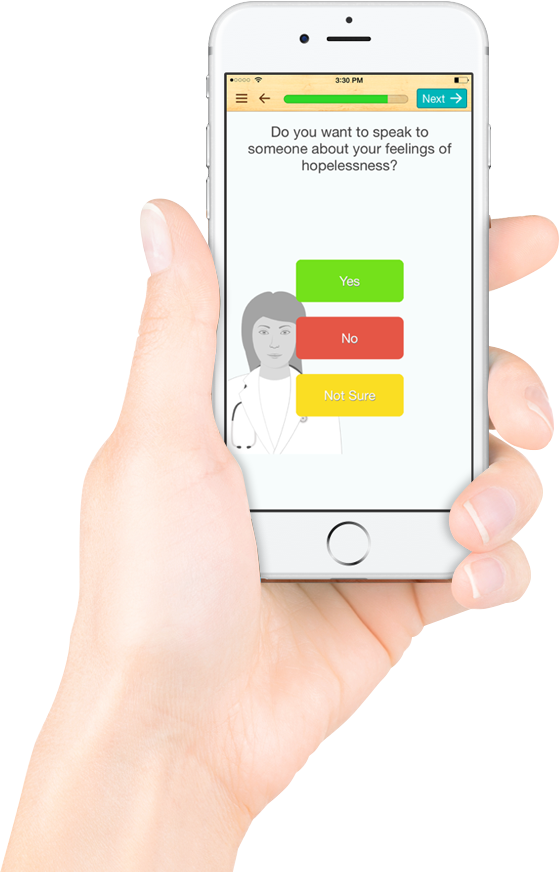 3:30 PM
Next
Do you want to speak to
someone about your feelings of
hopelessness?
Yes
No
Not Sure